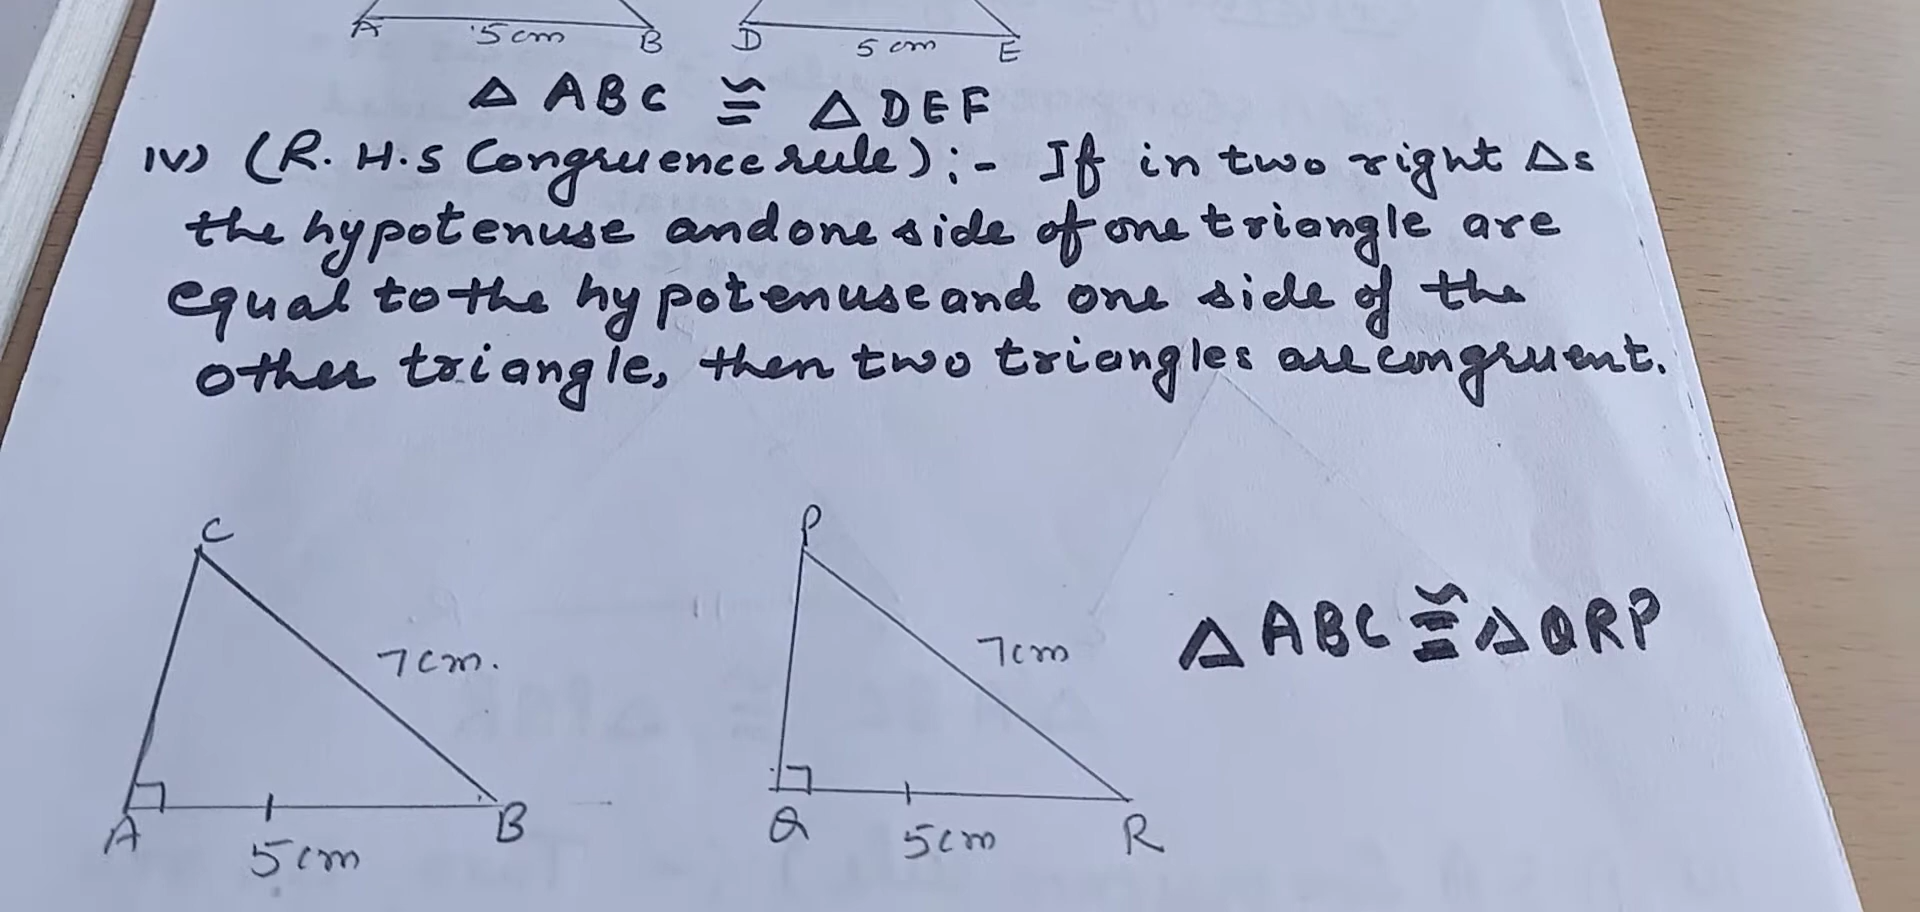 A 5cm B D 5 cm E
△ ABC ≅ △ DEF
iv) (R.H.S Congruence rule):- If in two right △s
the hypotenuse and one side of one triangle are
equal to the hypotenuse and one side of the
other triangle, then two triangles are congruent.
C P
7cm. 7cm △ ABC ≅ △ QRP
A B Q R
5cm 5cm